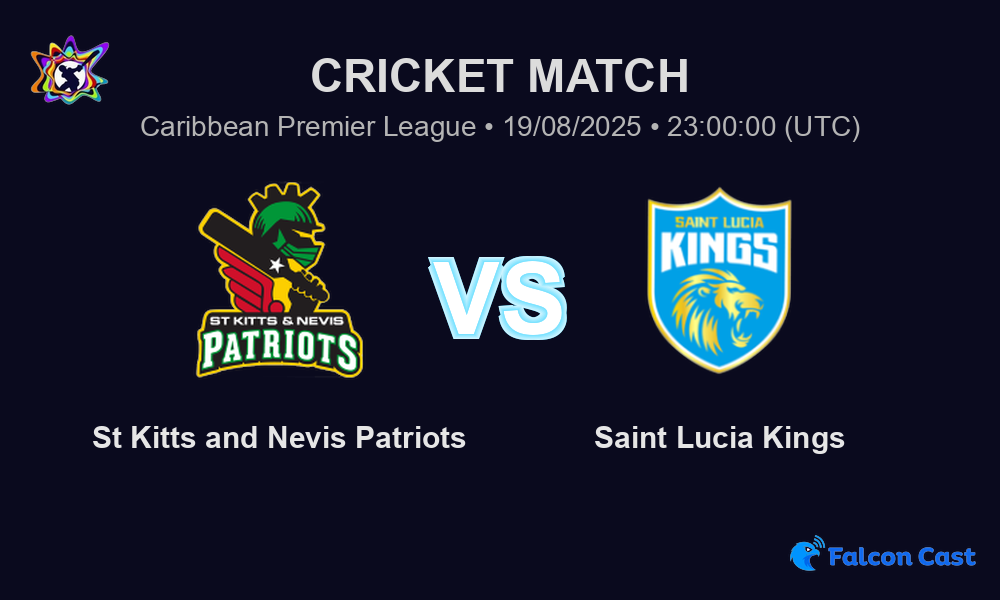 CRICKET MATCH
Caribbean Premier League • 19/08/2025 • 23:00:00 (UTC)
ST KITTS & NEVIS
PATRIOTS
VS
SAINT LUCIA
KINGS
St Kitts and Nevis Patriots
Saint Lucia Kings
Falcon Cast